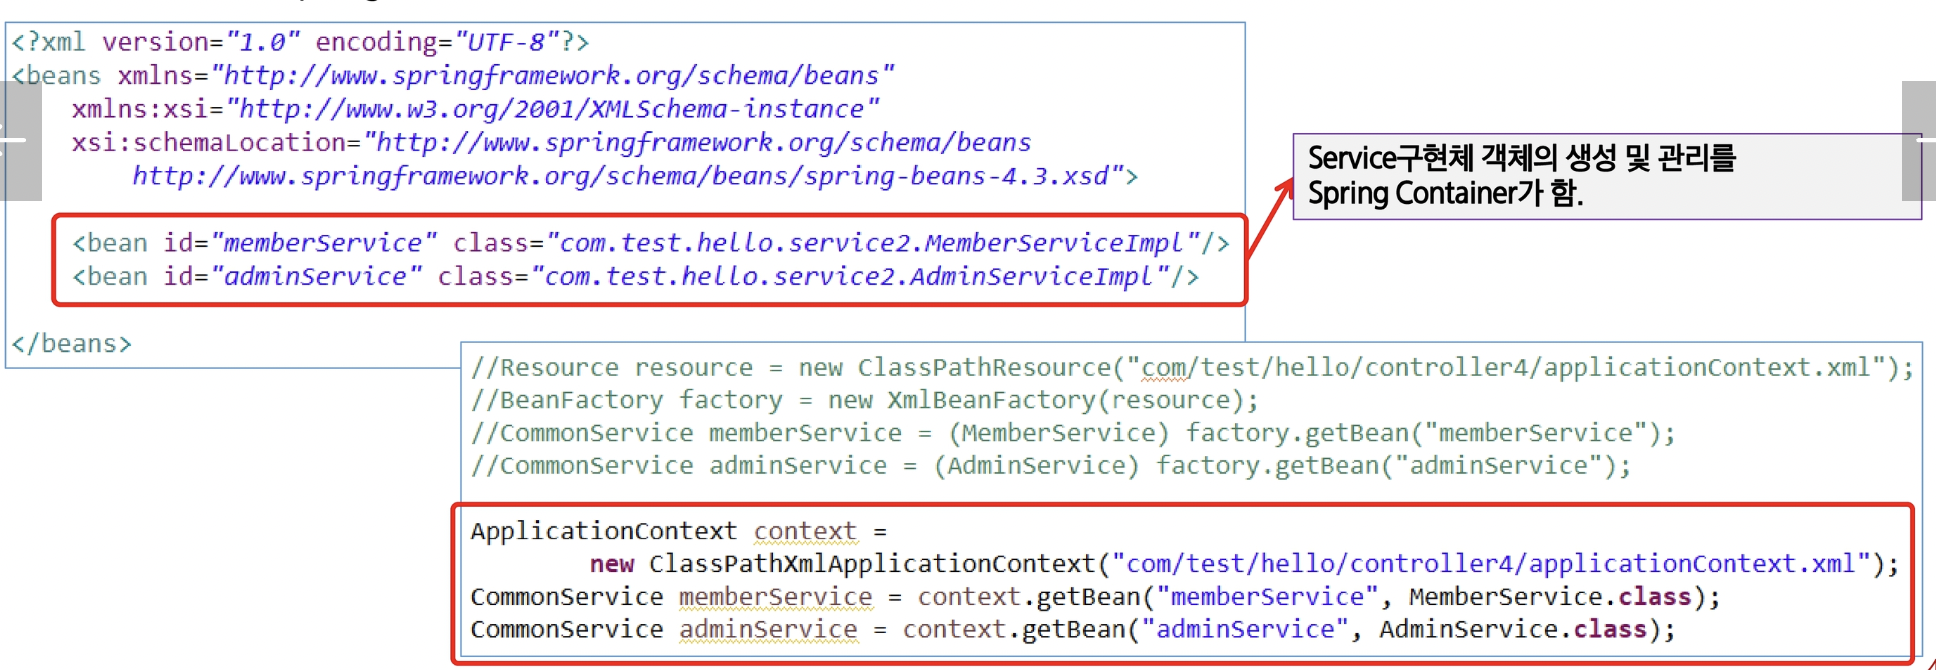 <?xml version="1.0" encoding="UTF-8"?>
<beans xmlns="http://www.springframework.org/schema/beans"
xmlns:xsi="http://www.w3.org/2001/XMLSchema-instance"
xsi:schemaLocation="http://www.springframework.org/schema/beans
http://www.springframework.org/schema/beans/spring-beans-4.3.xsd">
<bean id="memberService" class="com.test.hello.service2.MemberServiceImpl"/>
<bean id="adminService" class="com.test.hello.service2.AdminServiceImpl"/>
</beans>
Service구현체 객체의 생성 및 관리를
Spring Container가 함.
//Resource resource = new ClassPathResource("com/test/hello/controller4/applicationContext.xml");
//BeanFactory factory = new XmlBeanFactory(resource);
//CommonService memberService = (MemberService) factory.getBean("memberService");
//CommonService adminService = (AdminService) factory.getBean("adminService");
ApplicationContext context =
new ClassPathXmlApplicationContext("com/test/hello/controller4/applicationContext.xml");
CommonService memberService = context.getBean("memberService", MemberService.class);
CommonService adminService = context.getBean("adminService", AdminService.class);